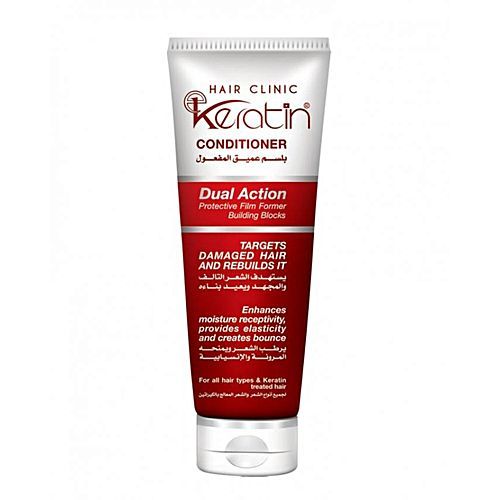 HAIR CLINIC
Keratin©
CONDITIONER
بلسم عميق المفعول
Dual Action
Protective Film Former
Building Blocks
TARGETS
DAMAGED HAIR
AND REBUILDS IT
يستهدف الشعر التالف
والمجهد ويعيد بناءه
Enhances
moisture receptivity,
provides elasticity
and creates bounce
يرطب الشعر ويمنحه
المرونة والإنسيابية
For all hair types & Keratin
treated hair
لجميع أنواع الشعر والشعر المعالج بالكيراتين